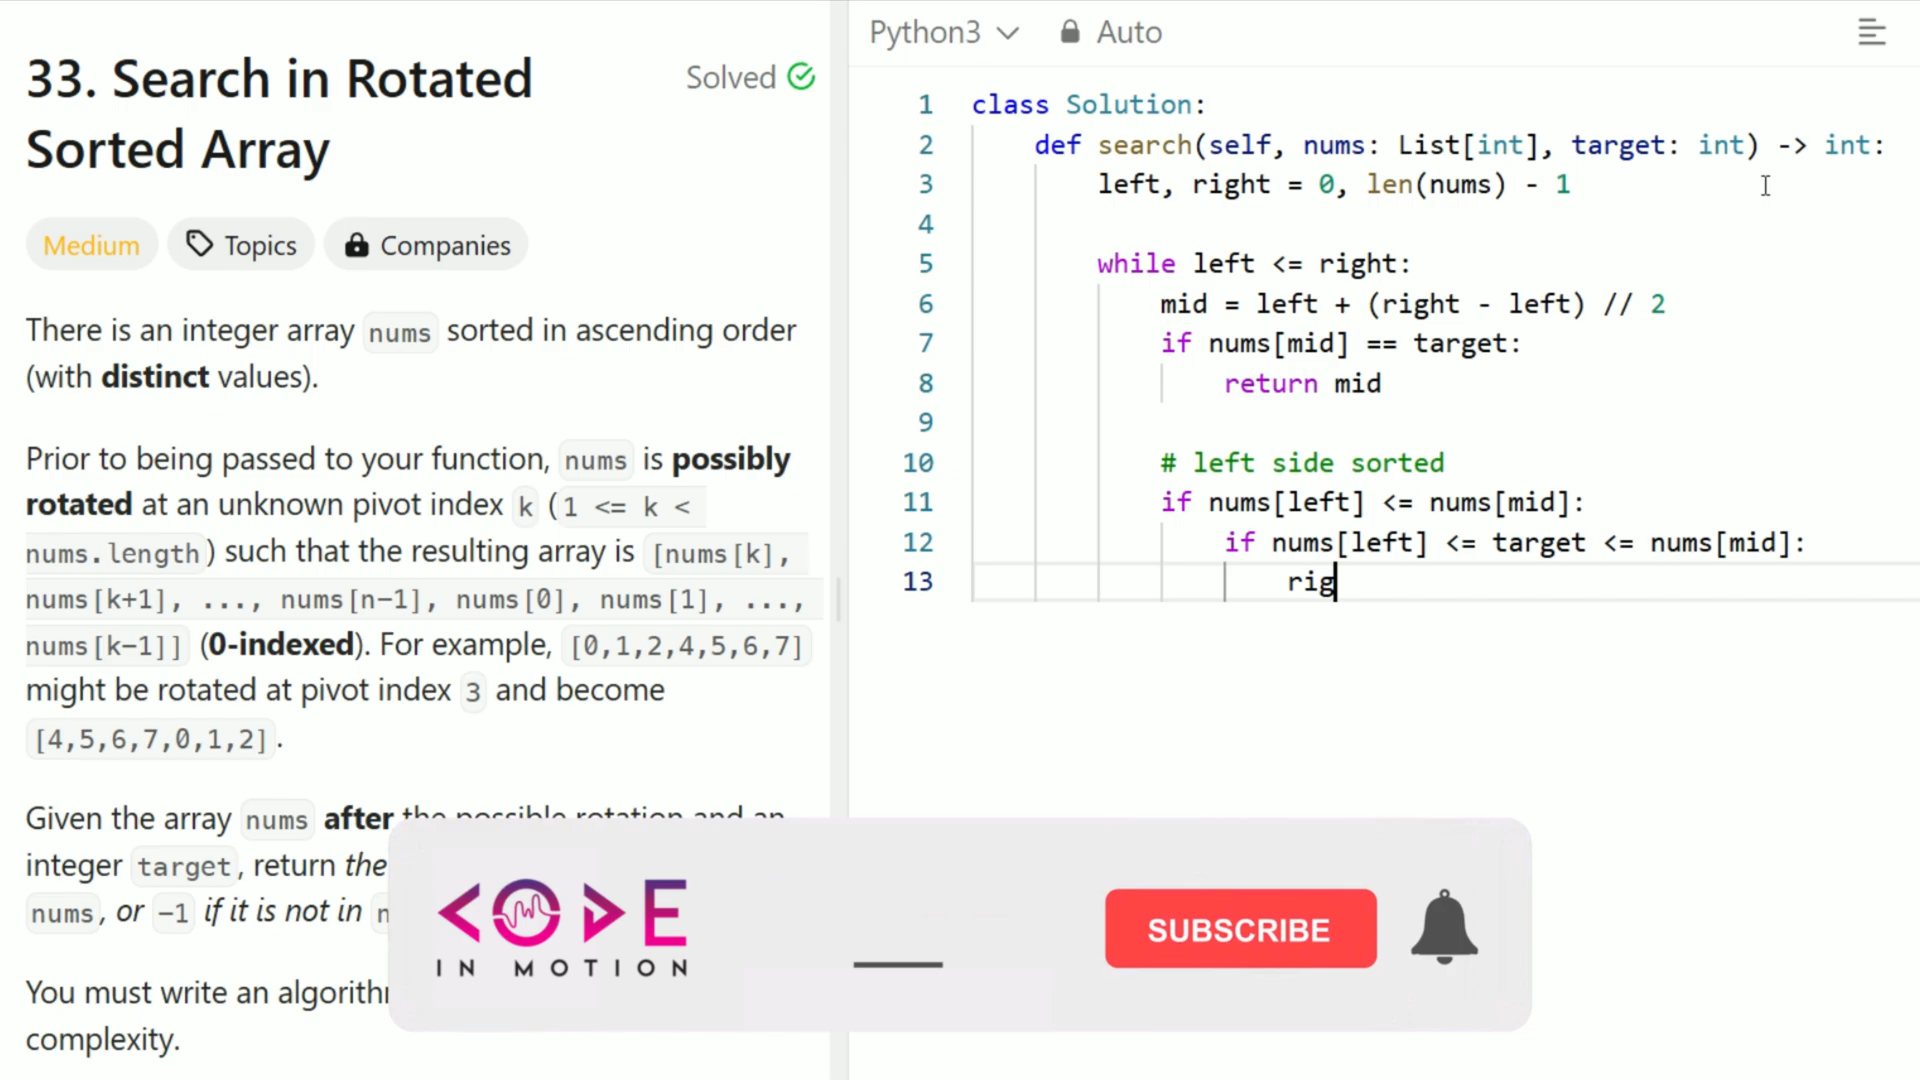 33. Search in Rotated
Sorted Array
Solved
Medium
Topics
Companies
There is an integer array nums sorted in ascending order
(with distinct values).
Prior to being passed to your function, nums is possibly
rotated at an unknown pivot index k (1 <= k <
nums.length) such that the resulting array is [nums[k],
nums[k+1], ..., nums[n-1], nums[0], nums[1], ...,
nums[k-1]] (0-indexed). For example, [0,1,2,4,5,6,7]
might be rotated at pivot index 3 and become
[4,5,6,7,0,1,2].
Given the array nums after the possible rotation and an
integer target, return the
nums, or -1 if it is not in
You must write an
complexity.
Python3
Auto
1 class Solution:
2 def search(self, nums: List[int], target: int) -> int:
3 left, right = 0, len(nums) - 1
4
5 while left <= right:
6 mid = left + (right - left) // 2
7 if nums[mid] == target:
8 return mid
9
10 # left side sorted
11 if nums[left] <= nums[mid]:
12 if nums[left] <= target <= nums[mid]:
13 rig
KODE
IN MOTION
SUBSCRIBE